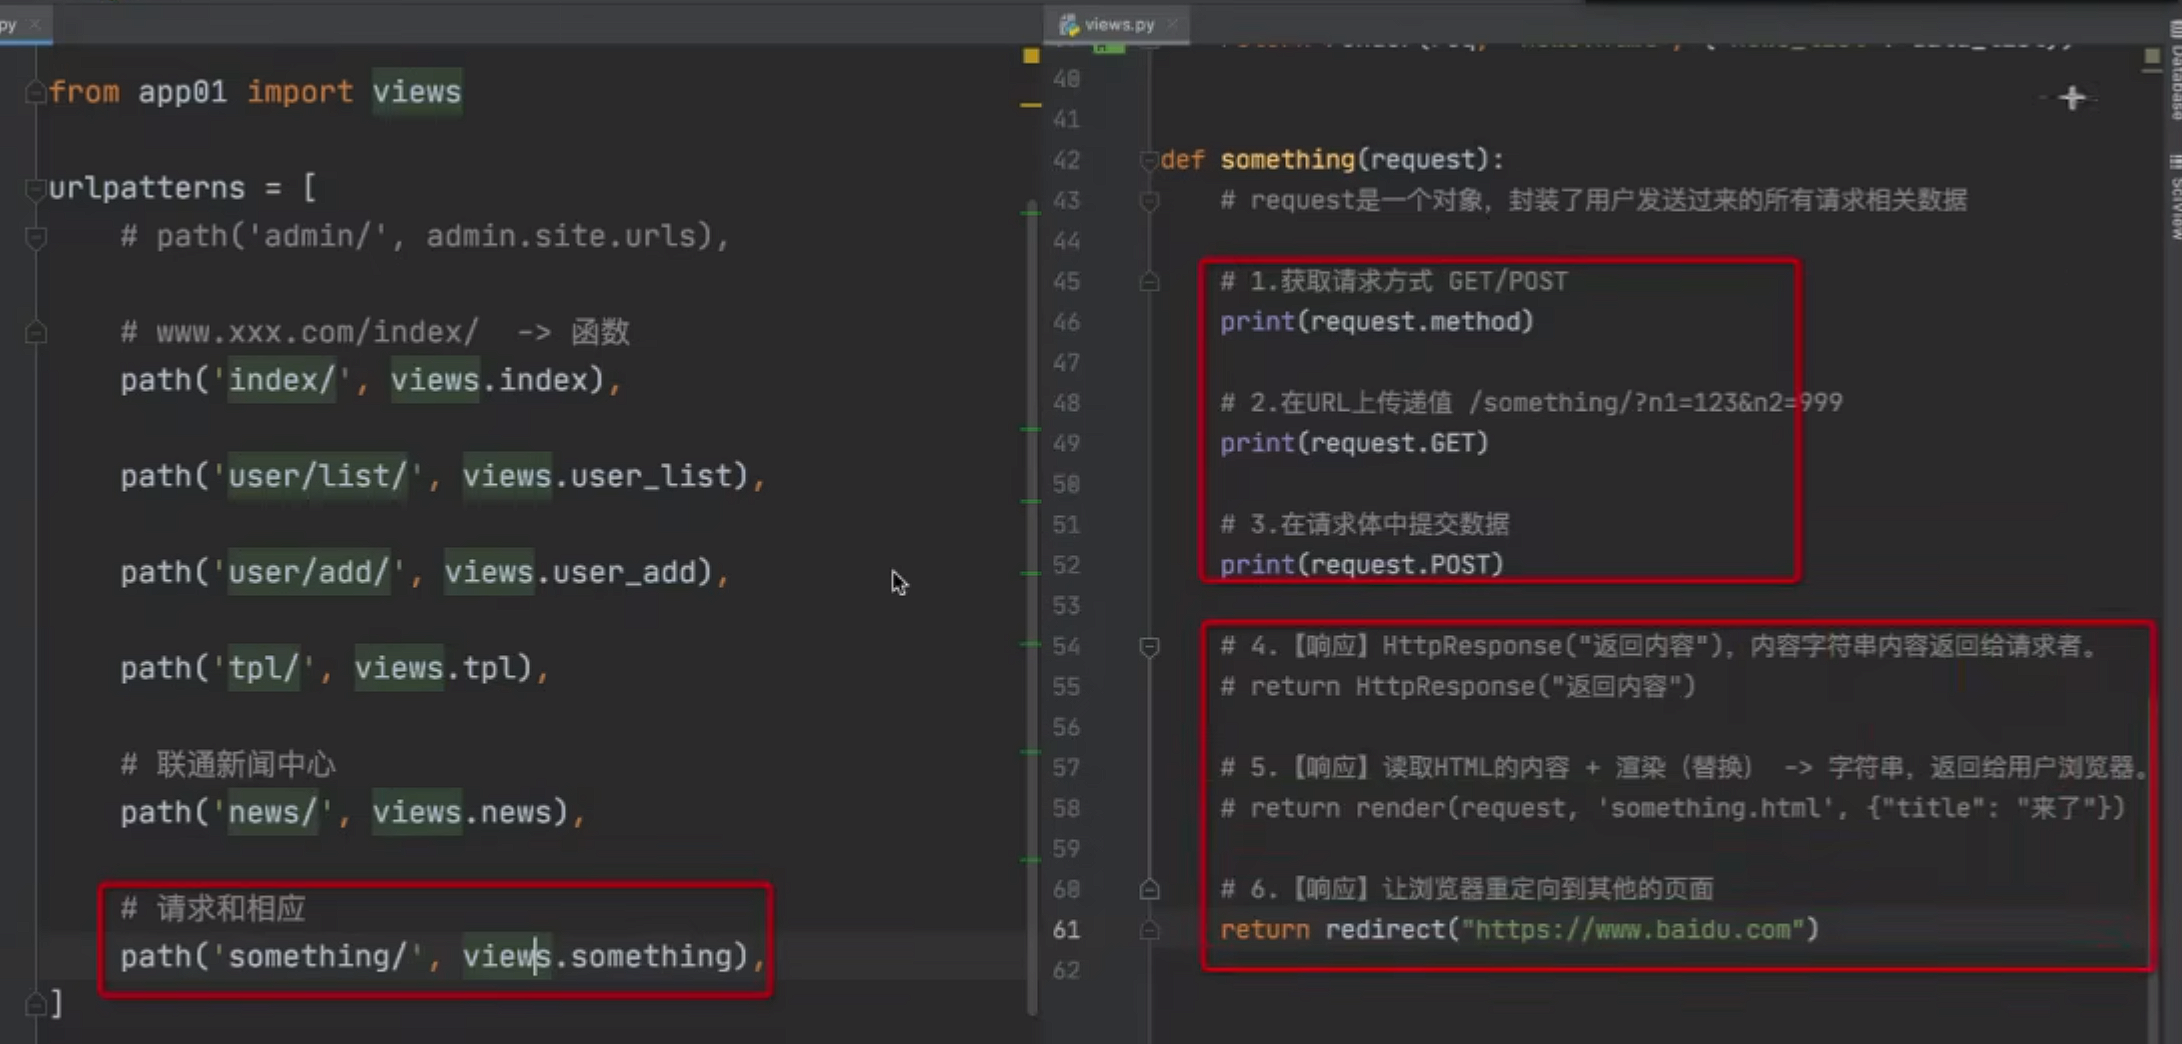 py
from app01 import views
urlpatterns = [
# path('admin/', admin.site.urls),
# www.xxx.com/index/ -> 函数
path('index/', views.index),
path('user/list/', views.user_list),
path('user/add/', views.user_add),
path('tpl/', views.tpl),
# 联通新闻中心
path('news/', views.news),
# 请求和相应
path('something/', views.something),
]
views.py
40
41
42 def something(request):
43 # request是一个对象，封装了用户发送过来的所有请求相关数据
44
45 # 1.获取请求方式 GET/POST
46 print(request.method)
47
48 # 2.在URL上传递值 /something/?n1=123&n2=999
49 print(request.GET)
50
51 # 3.在请求体中提交数据
52 print(request.POST)
53
54 # 4.【响应】HttpResponse("返回内容")，内容字符串内容返回给请求者。
55 # return HttpResponse("返回内容")
56
57 # 5.【响应】读取HTML的内容 + 渲染（替换） -> 字符串，返回给用户浏览器。
58 # return render(request, 'something.html', {"title": "来了"})
59
60 # 6.【响应】让浏览器重定向到其他的页面
61 return redirect("https://www.baidu.com")
62
Database
SciView